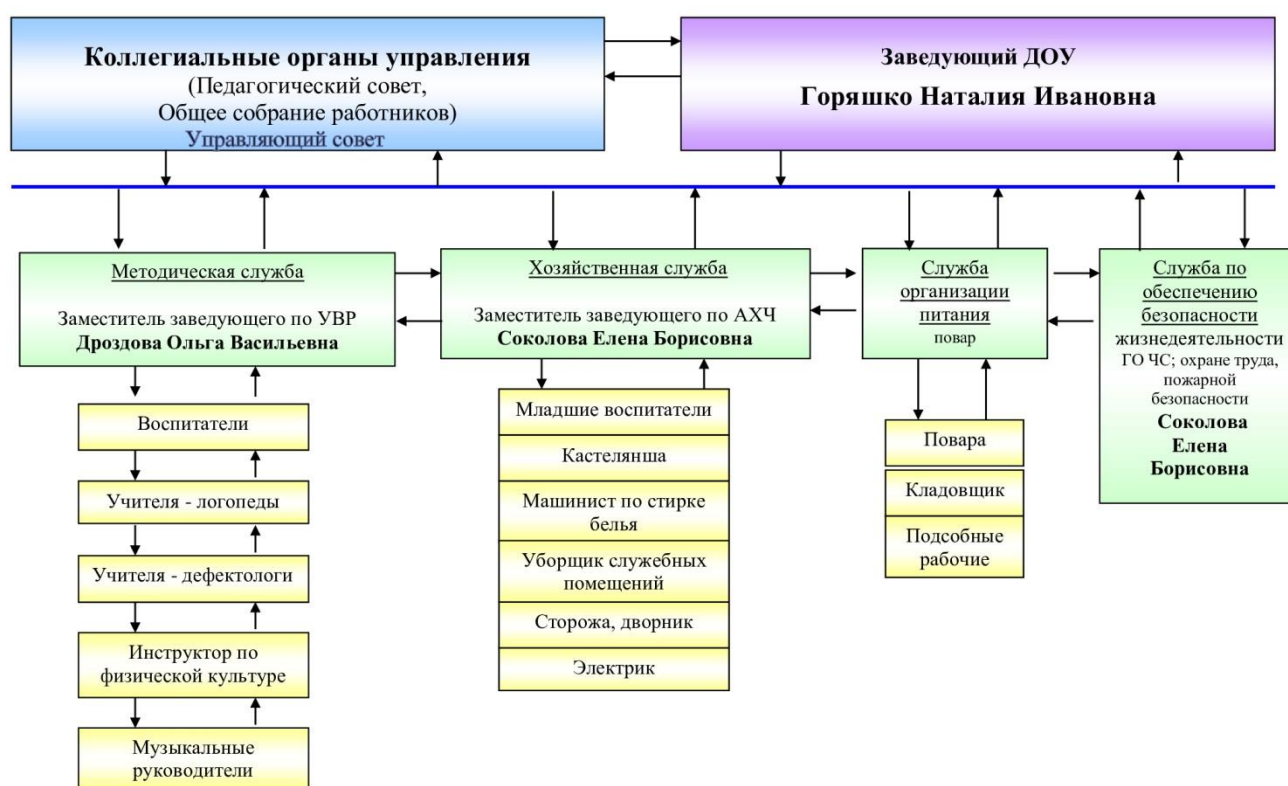 Коллегиальные органы управления
(Педагогический совет,
Общее собрание работников)
Управляющий совет
Заведующий ДОУ
Горяшко Наталия Ивановна
Методическая служба
Заместитель заведующего по УВР
Дроздова Ольга Васильевна
Хозяйственная служба
Заместитель заведующего по АХЧ
Соколова Елена Борисовна
Служба
организации
питания
повар
Служба по
обеспечению
безопасности
жизнедеятельности
ГО ЧС; охране труда,
пожарной
безопасности
Соколова
Елена
Борисовна
Воспитатели
Учителя - логопеды
Учителя - дефектологи
Инструктор по
физической культуре
Музыкальные
руководители
Младшие воспитатели
Кастелянша
Машинист по стирке
белья
Уборщик служебных
помещений
Сторожа, дворник
Электрик
Повара
Кладовщик
Подсобные
рабочие